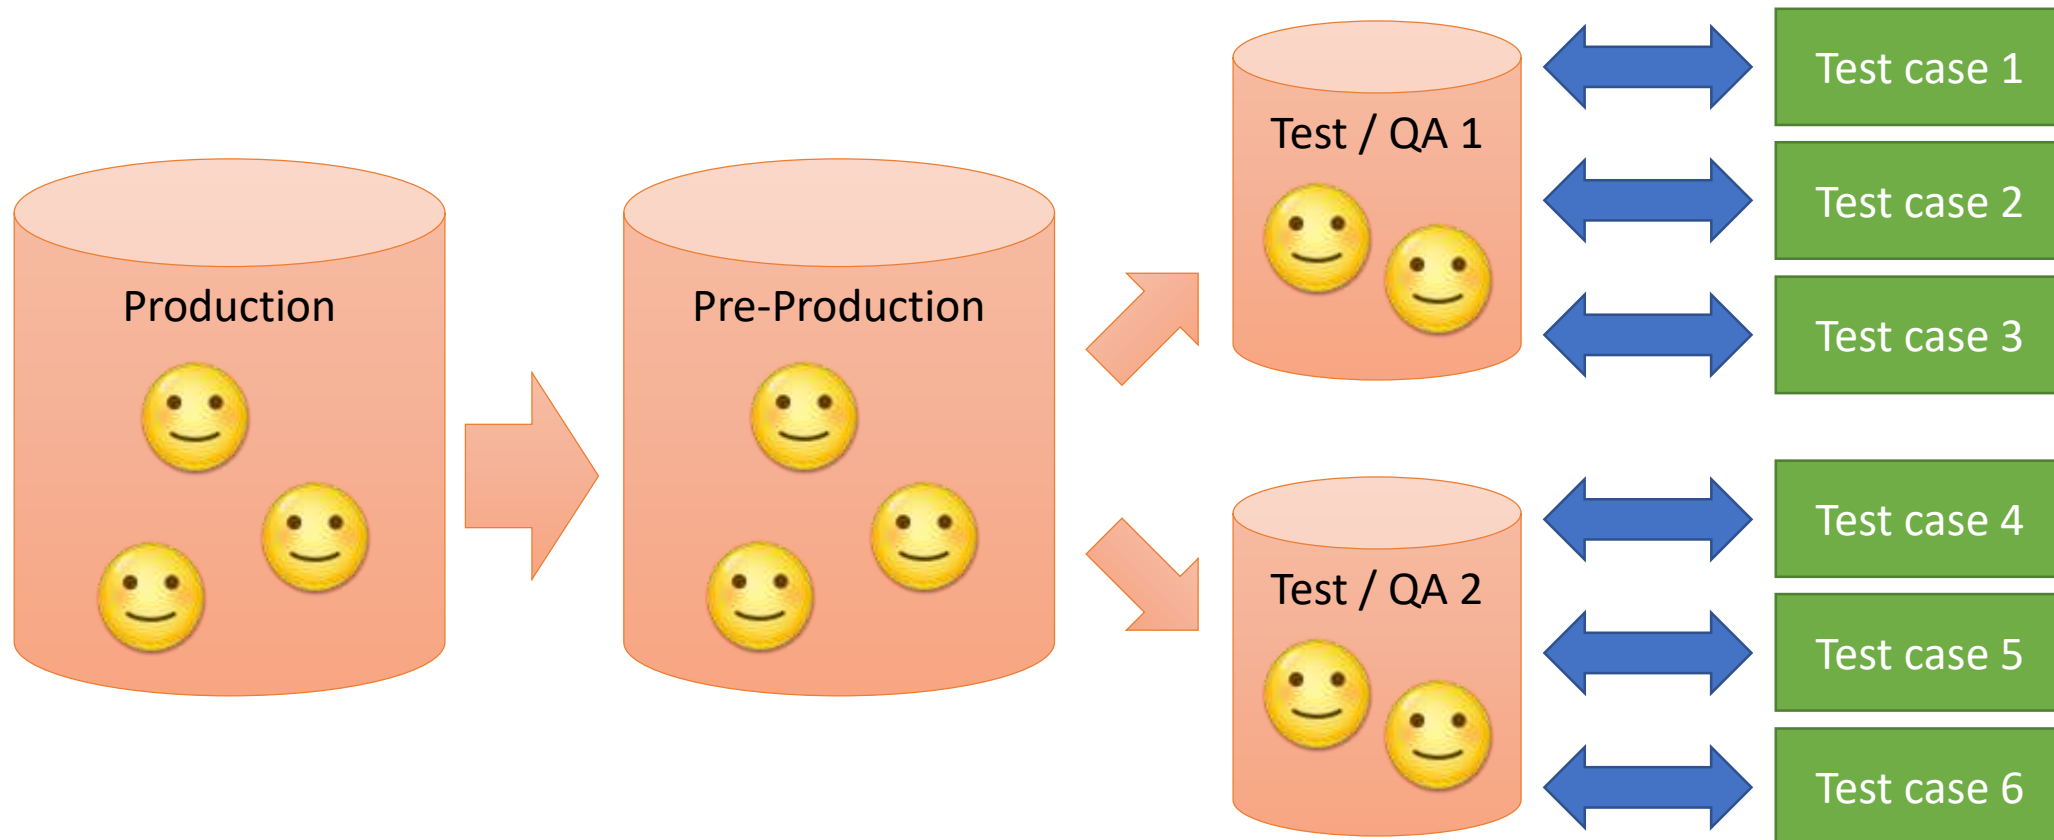 Production
Pre-Production
Test / QA 1
Test case 1
Test case 2
Test case 3
Test / QA 2
Test case 4
Test case 5
Test case 6